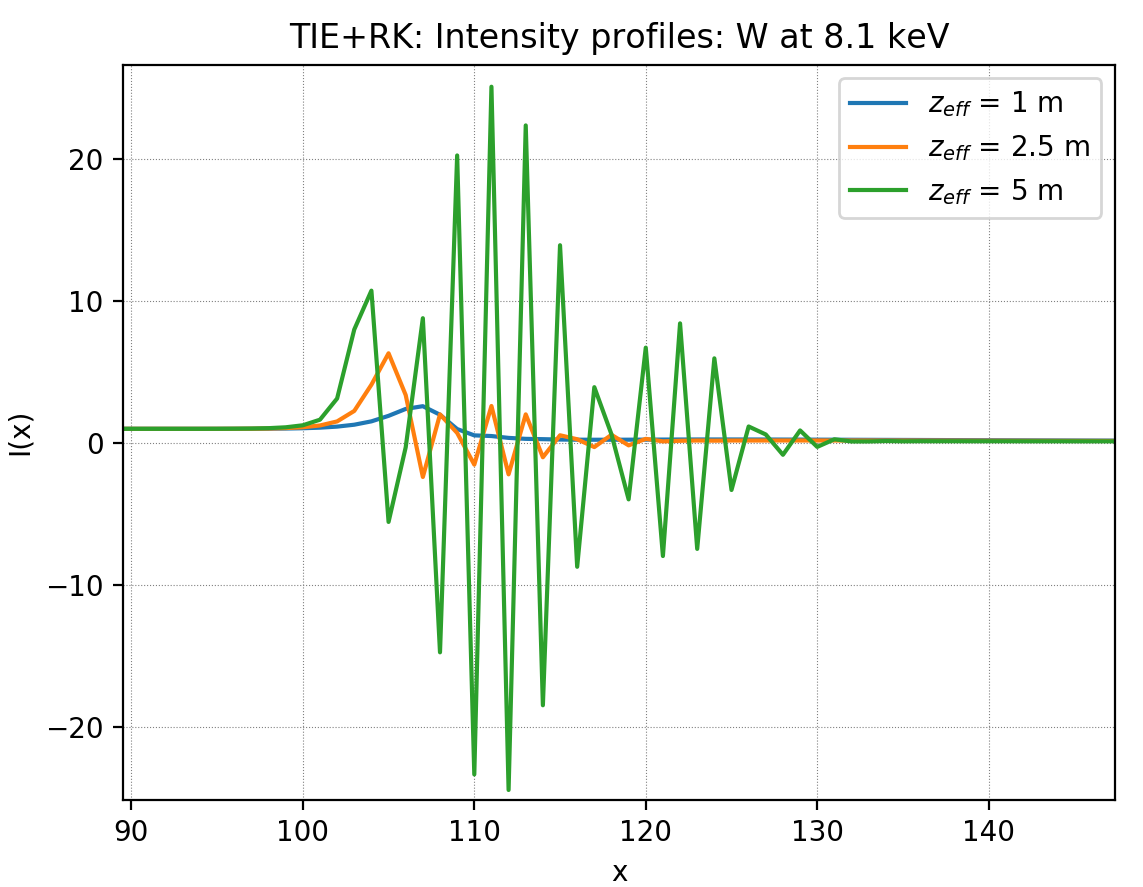 TIE+RK: Intensity profiles: W at 8.1 keV
z_eff = 1 m
z_eff = 2.5 m
z_eff = 5 m
I(x)
20
10
0
−10
−20
90 100 110 120 130 140
x